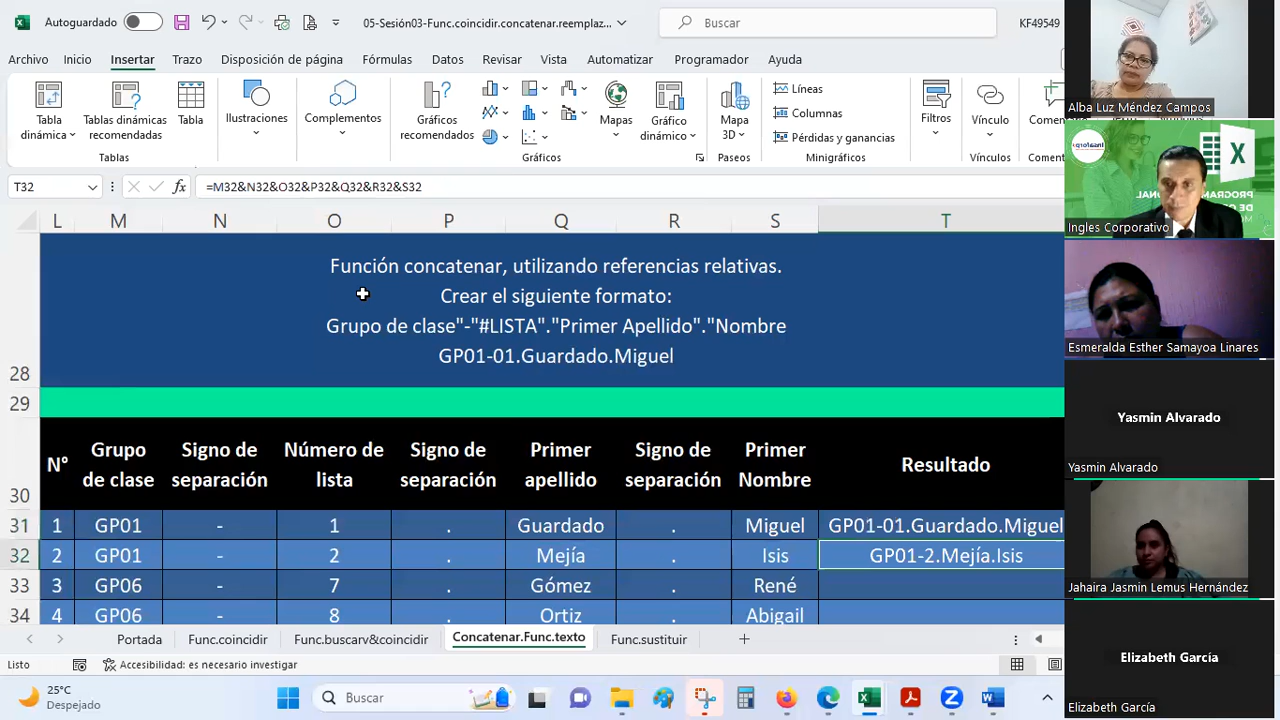 Autoguardado
05-Sesión03-Func.coincidir.concatenar.reemplaz...
Buscar
KF49549
Archivo Inicio Insertar Trazo Disposición de página Fórmulas Datos Revisar Vista Automatizar Programador Ayuda
Tabla dinámica
Tablas dinámicas recomendadas
Tabla
Ilustraciones
Complementos
Gráficos recomendados
Mapas
Gráfico dinámico
Mapa 3D
Líneas
Columnas
Pérdidas y ganancias
Filtros
Vínculo
Comen
Tablas
Gráficos
Paseos
Minigráficos
Vínculos
Coment
T32
fx
=M32&N32&O32&P32&Q32&R32&S32
L M N O P Q R S T
Función concatenar, utilizando referencias relativas.
Crear el siguiente formato:
Grupo de clase"-"#LISTA"."Primer Apellido"."Nombre
GP01-01.Guardado.Miguel
28
29
30
N° Grupo de clase Signo de separación Número de lista Signo de separación Primer apellido Signo de separación Primer Nombre Resultado
31 1 GP01 - 1 . Guardado . Miguel GP01-01.Guardado.Miguel
32 2 GP01 - 2 . Mejía . Isis GP01-2.Mejía.Isis
33 3 GP06 - 7 . Gómez . René
34 4 GP06 - 8 . Ortiz . Abigail
Portada Func.coincidir Func.buscarv&coincidir Concatenar.Func.texto Func.sustituir
Listo
Accesibilidad: es necesario investigar
25°C
Despejado
Buscar
Alba Luz Méndez Campos
Ingles Corporativo
Esmeralda Esther Samayoa Linares
Yasmin Alvarado
Yasmin Alvarado
Jahaira Jasmin Lemus Hernández
Elizabeth García
Elizabeth García